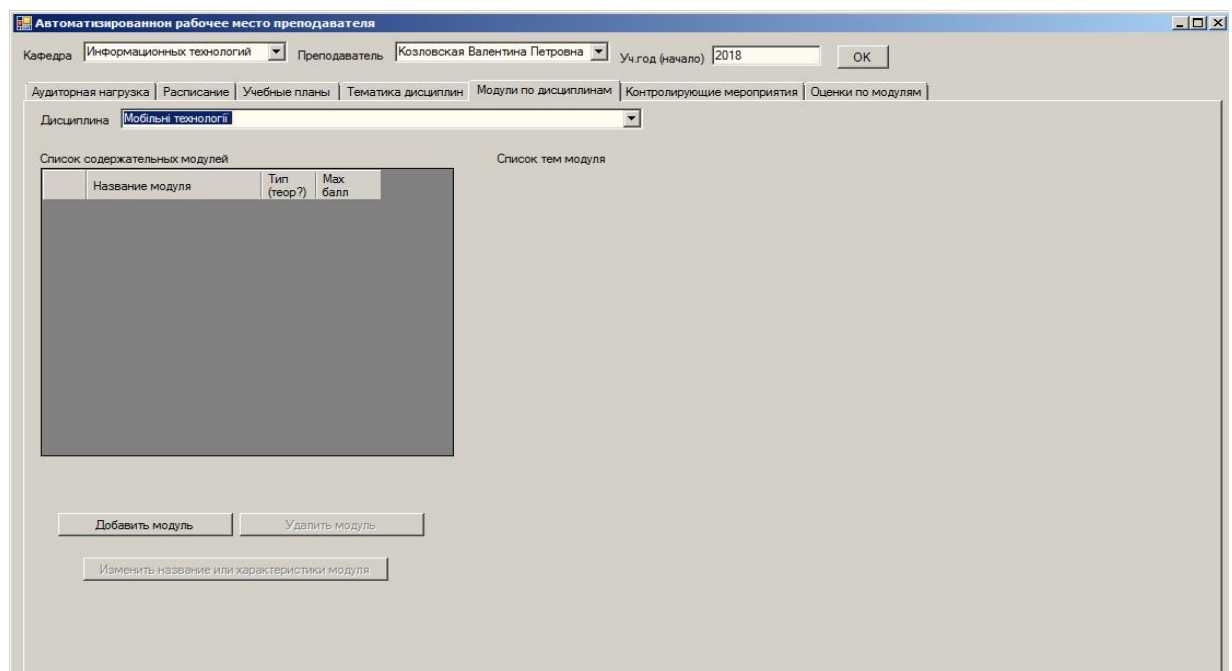 Автоматизированнон рабочее место преподавателя
Кафедра Информационных технологий Преподаватель Козловская Валентина Петровна Уч.год (начало) 2018 OK
Аудиторная нагрузка Расписание Учебные планы Тематика дисциплин Модули по дисциплинам Контролирующие мероприятия Оценки по модулям
Дисциплина Мобільні технології
Список содержательных модулей Список тем модуля
Название модуля Тип (теор?) Max балл
Добавить модуль Удалить модуль
Изменить название или характеристики модуля